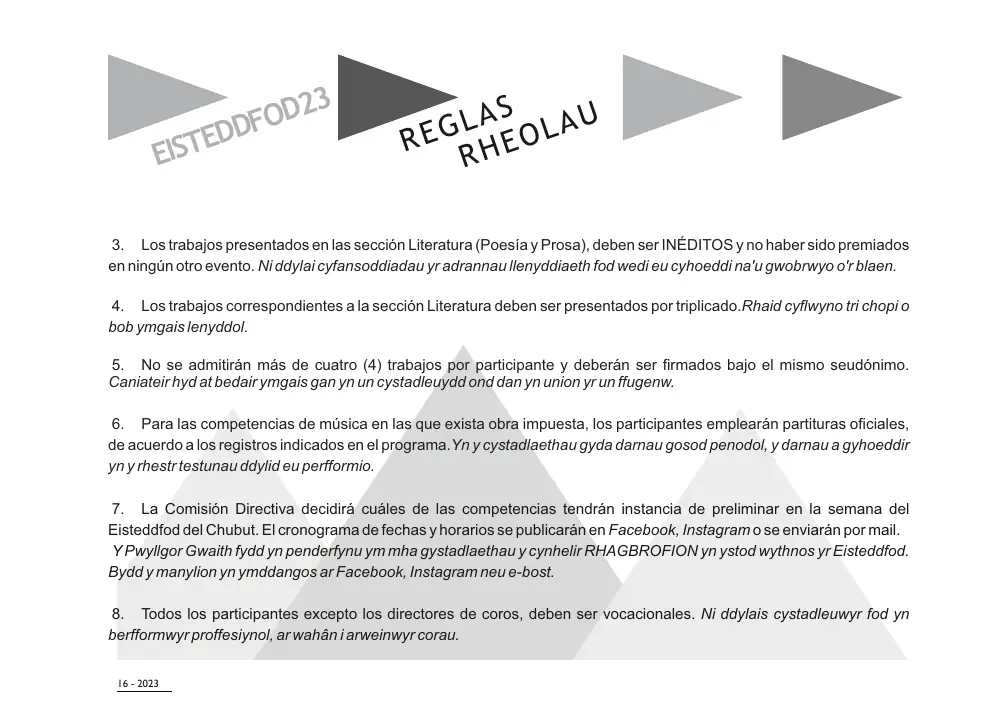 EISTEDDFOD23
REGLAS
RHEOLAU
3. Los trabajos presentados en las sección Literatura (Poesía y Prosa), deben ser INÉDITOS y no haber sido premiados
en ningún otro evento. Ni ddylai cyfansoddiadau yr adrannau llenyddiaeth fod wedi eu cyhoeddi na'u gwobrwyo o'r blaen.
4. Los trabajos correspondientes a la sección Literatura deben ser presentados por triplicado.Rhaid cyflwyno tri chopi o
bob ymgais lenyddol.
5. No se admitirán más de cuatro (4) trabajos por participante y deberán ser firmados bajo el mismo seudónimo.
Caniateir hyd at bedair ymgais gan yn un cystadleuydd ond dan yn union yr un ffugenw.
6. Para las competencias de música en las que exista obra impuesta, los participantes emplearán partituras oficiales,
de acuerdo a los registros indicados en el programa. Yn y cystadlaethau gyda darnau gosod penodol, y darnau a gyhoeddir
yn y rhestr testunau ddylid eu perfformio.
7. La Comisión Directiva decidirá cuáles de las competencias tendrán instancia de preliminar en la semana del
Eisteddfod del Chubut. El cronograma de fechas y horarios se publicarán en Facebook, Instagram o se enviarán por mail.
Y Pwyllgor Gwaith fydd yn penderfynu ym mha gystadlaethau y cynhelir RHAGBROFION yn ystod wythnos yr Eisteddfod.
Bydd y manylion yn ymddangos ar Facebook, Instagram neu e-bost.
8. Todos los participantes excepto los directores de coros, deben ser vocacionales. Ni ddylais cystadleuwyr fod yn
berfformwyr proffesiynol, ar wahân i arweinwyr corau.
16 - 2023